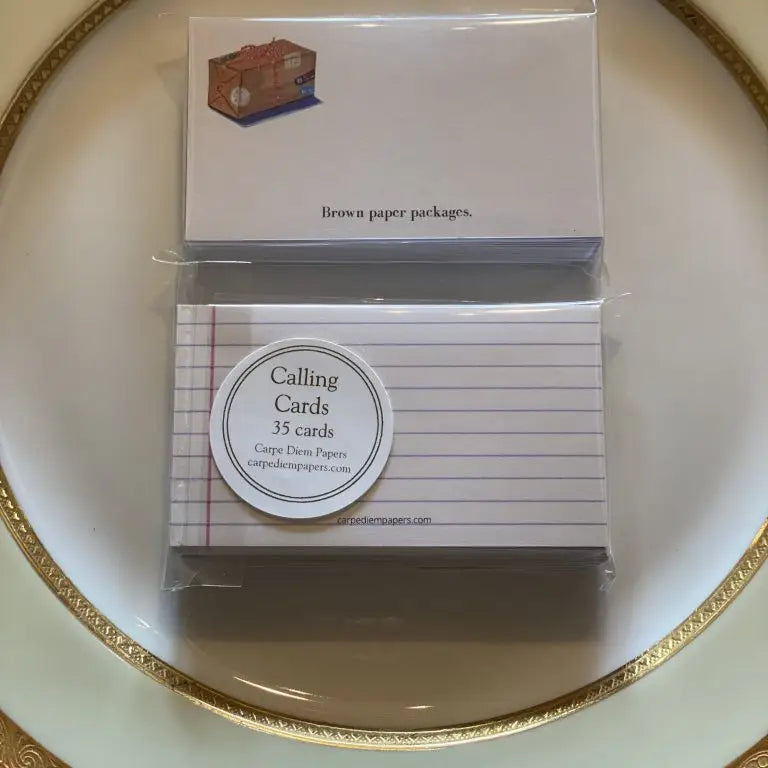 Brown paper packages.
Calling
Cards
35 cards
Carpe Diem Papers
carpediempapers.com
carpediempapers.com